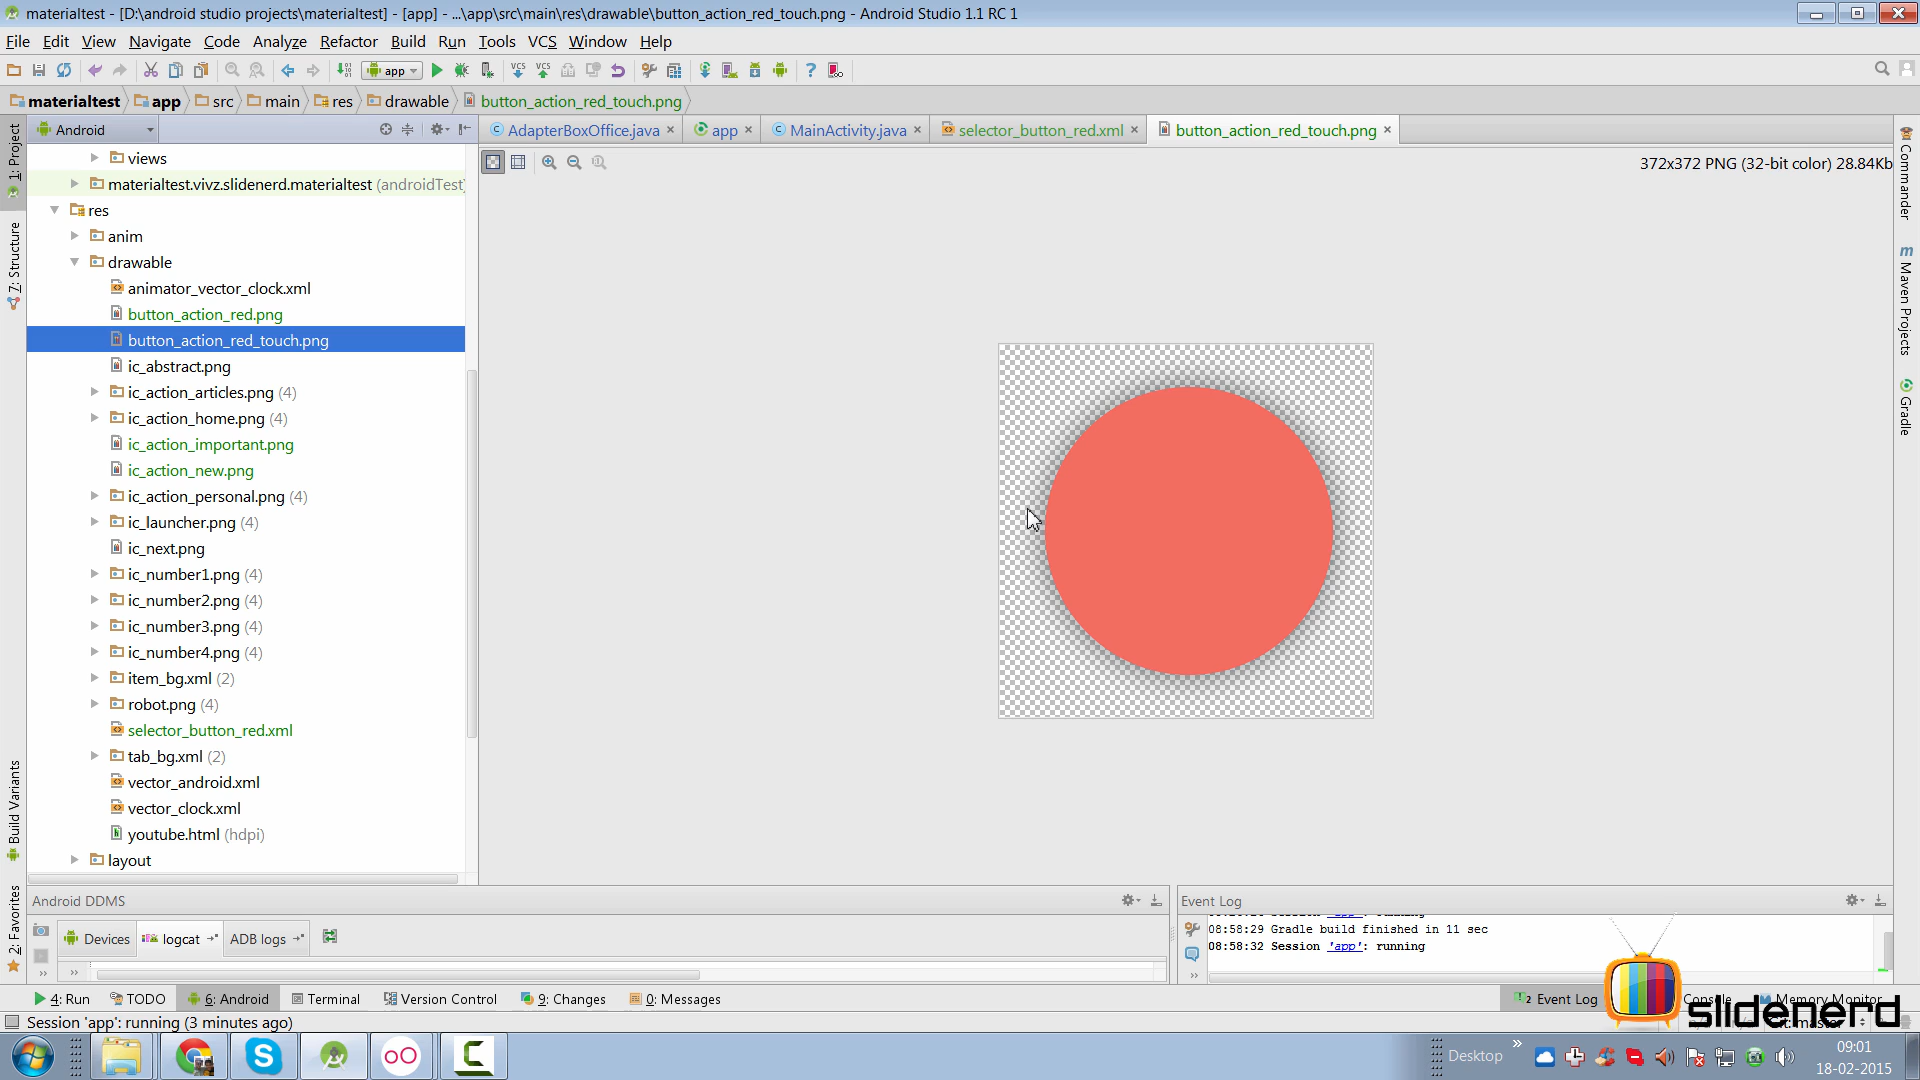 materialtest - [D:\android studio projects\materialtest] - [app] - ...\app\src\main\res\drawable\button_action_red_touch.png - Android Studio 1.1 RC 1
File Edit View Navigate Code Analyze Refactor Build Run Tools VCS Window Help
app
materialtest app src main res drawable button_action_red_touch.png
Android
AdapterBoxOffice.java app MainActivity.java selector_button_red.xml button_action_red_touch.png
372x372 PNG (32-bit color) 28.84Kb
1: Project
7: Structure
Build Variants
2: Favorites
views
materialtest.vivz.slidenerd.materialtest (androidTest)
res
anim
drawable
animator_vector_clock.xml
button_action_red.png
button_action_red_touch.png
ic_abstract.png
ic_action_articles.png (4)
ic_action_home.png (4)
ic_action_important.png
ic_action_new.png
ic_action_personal.png (4)
ic_launcher.png (4)
ic_next.png
ic_number1.png (4)
ic_number2.png (4)
ic_number3.png (4)
ic_number4.png (4)
item_bg.xml (2)
robot.png (4)
selector_button_red.xml
tab_bg.xml (2)
vector_android.xml
vector_clock.xml
youtube.html (hdpi)
layout
Commander
Maven Projects
Gradle
Android DDMS
Devices logcat ADB logs
Event Log
08:58:29 Gradle build finished in 11 sec
08:58:32 Session 'app': running
4: Run TODO 6: Android Terminal Version Control 9: Changes 0: Messages
2 Event Log Console Memory Monitor
slidenerd
Session 'app': running (3 minutes ago)
Desktop
09:01
18-02-2015